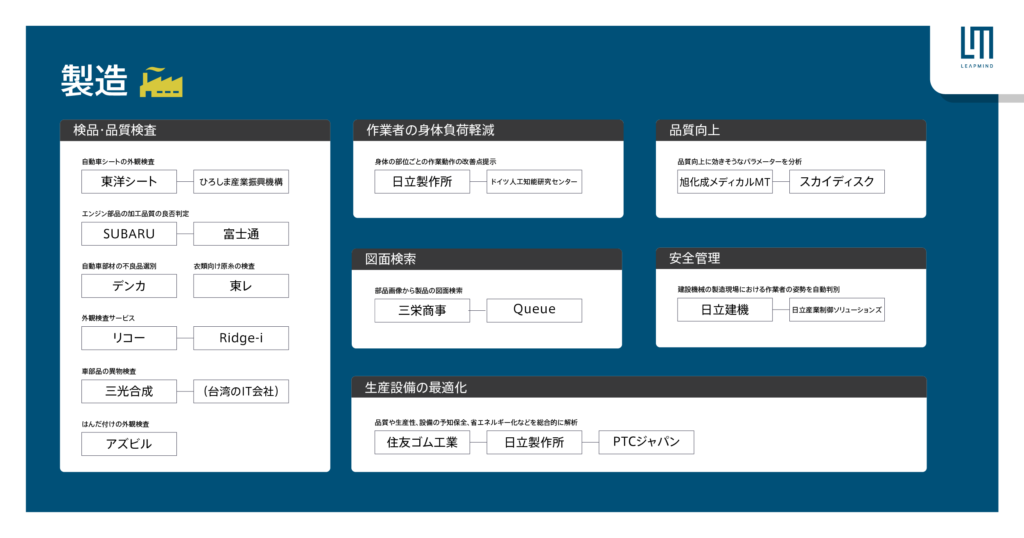 製造
LM
LEAPMIND
検品・品質検査
自動車シートの外観検査
東洋シート
ひろしま産業振興機構
エンジン部品の加工品質の良否判定
SUBARU
富士通
自動車部材の不良品選別
衣類向け原糸の検査
デンカ
東レ
外観検査サービス
リコー
Ridge-i
車部品の異物検査
三光合成
(台湾のIT会社)
はんだ付けの外観検査
アズビル
作業者の身体負荷軽減
身体の部位ごとの作業動作の改善点提示
日立製作所
ドイツ人工知能研究センター
品質向上
品質向上に効きそうなパラメーターを分析
旭化成メディカルMT
スカイディスク
図面検索
部品画像から製品の図面検索
三栄商事
Queue
安全管理
建設機械の製造現場における作業者の姿勢を自動判別
日立建機
日立産業制御ソリューションズ
生産設備の最適化
品質や生産性、設備の予知保全、省エネルギー化などを総合的に解析
住友ゴム工業
日立製作所
PTCジャパン